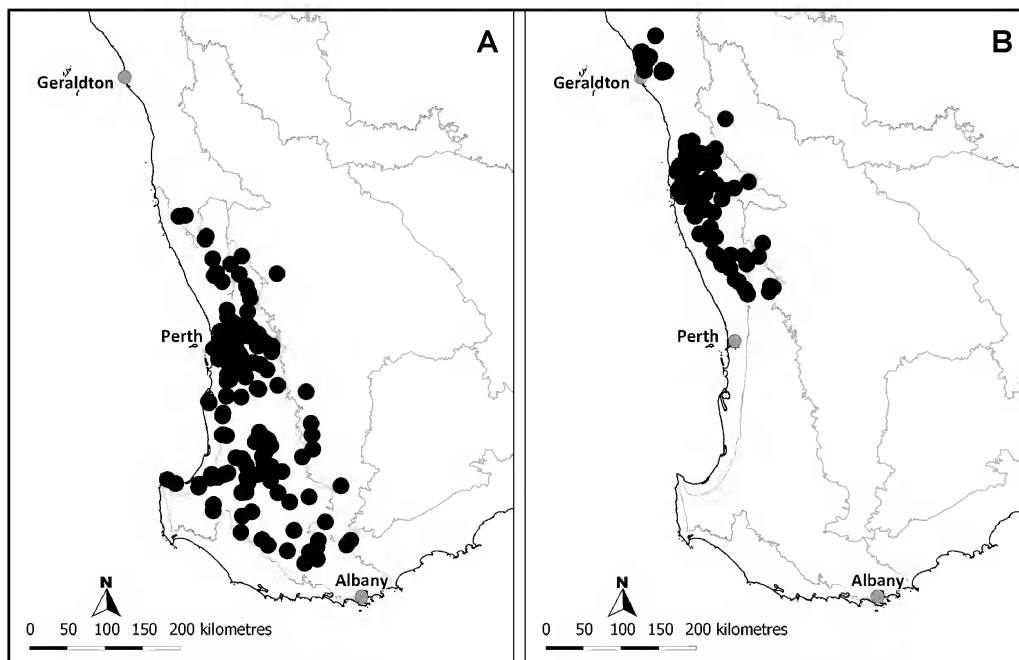 A
Geraldton
Perth
Albany
N
0 50 100 150 200 kilometres
B
Geraldton
Perth
Albany
N
0 50 100 150 200 kilometres